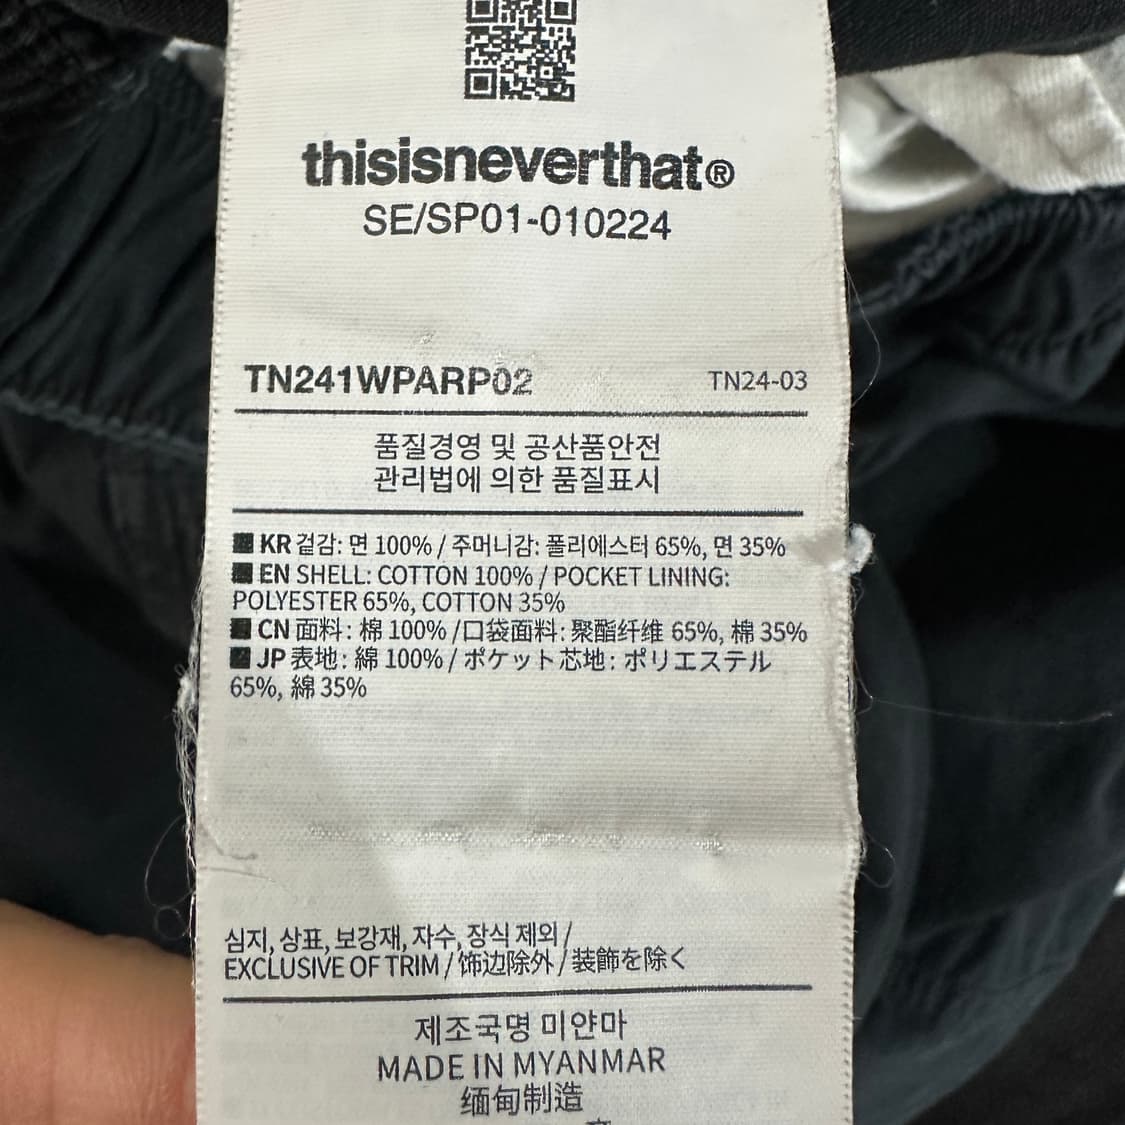 thisisneverthat®
SE/SP01-010224
TN241WPARP02 TN24-03
품질경영 및 공산품안전
관리법에 의한 품질표시
KR 겉감: 면 100% / 주머니감: 폴리에스터 65%, 면 35%
EN SHELL: COTTON 100% / POCKET LINING:
POLYESTER 65%, COTTON 35%
CN 面料: 棉 100% /口袋面料: 聚酯纤维 65%, 棉 35%
JP 表地: 綿 100% / ポケット芯地: ポリエステル
65%, 綿 35%
심지, 상표, 보강재, 자수, 장식 제외 /
EXCLUSIVE OF TRIM / 饰边除外 / 装飾を除く
제조국명 미얀마
MADE IN MYANMAR
缅甸制造